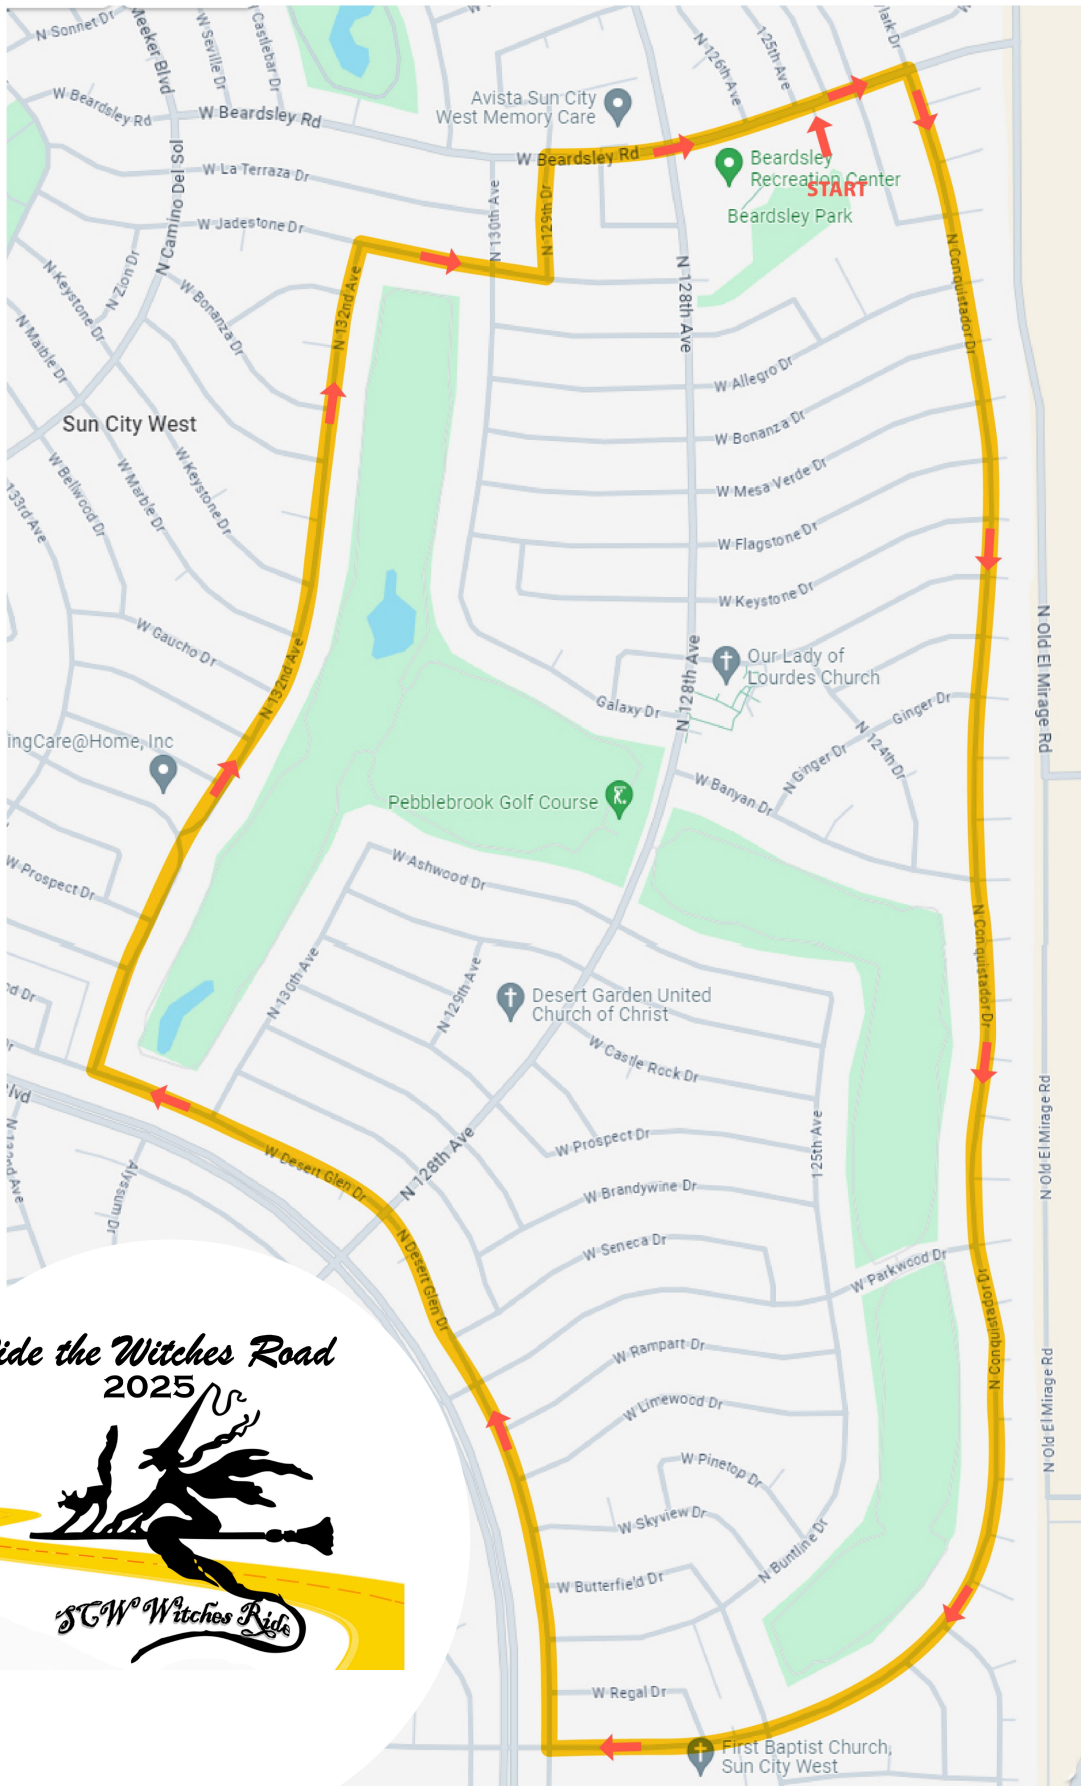 N Sonnet Dr
Meeker Blvd
W Seville Dr
Castlebar Dr
N 126th Ave
125th Ave
W Beardsley Rd
W Beardsley Rd
Avista Sun City
West Memory Care
W Beardsley Rd
Beardsley
Recreation Center
START
Beardsley Park
W La Terraza Dr
W Jadestone Dr
N Camino Del Sol
N 130th Ave
N 129th Dr
N Zion Dr
N Keystone Dr
W Bonanza Dr
N Marble Dr
N 132nd Ave
N 128th Ave
N Conquistador Dr
W Allegro Dr
Sun City West
W Bonanza Dr
W Keystone Dr
W Marble Dr
W Bellwood Dr
133rd Ave
W Mesa Verde Dr
W Flagstone Dr
W Keystone Dr
W Gaucho Dr
N 132nd Ave
N 128th Ave
Our Lady of
Lourdes Church
N Old El Mirage Rd
Galaxy Dr
Ginger Dr
N Ginger Dr
N 124th Dr
ingCare@Home, Inc
W Banyan Dr
Pebblebrook Golf Course
W Ashwood Dr
W Prospect Dr
N 130th Ave
N 129th Ave
N Conquistador Dr
Desert Garden United
Church of Christ
W Castle Rock Dr
lvd
N 128th Ave
W Prospect Dr
125th Ave
N Old El Mirage Rd
W Desert Glen Dr
Alyssum Dr
W Brandywine Dr
N Desert Glen Dr
W Seneca Dr
W Parkwood Dr
N Conquistador Dr
ide the Witches Road
2025
W Rampart Dr
N Old El Mirage Rd
W Limewood Dr
W Pinetop Dr
W Skyview Dr
N Buntline Dr
W Butterfield Dr
SCW Witches Ride
W Regal Dr
First Baptist Church,
Sun City West